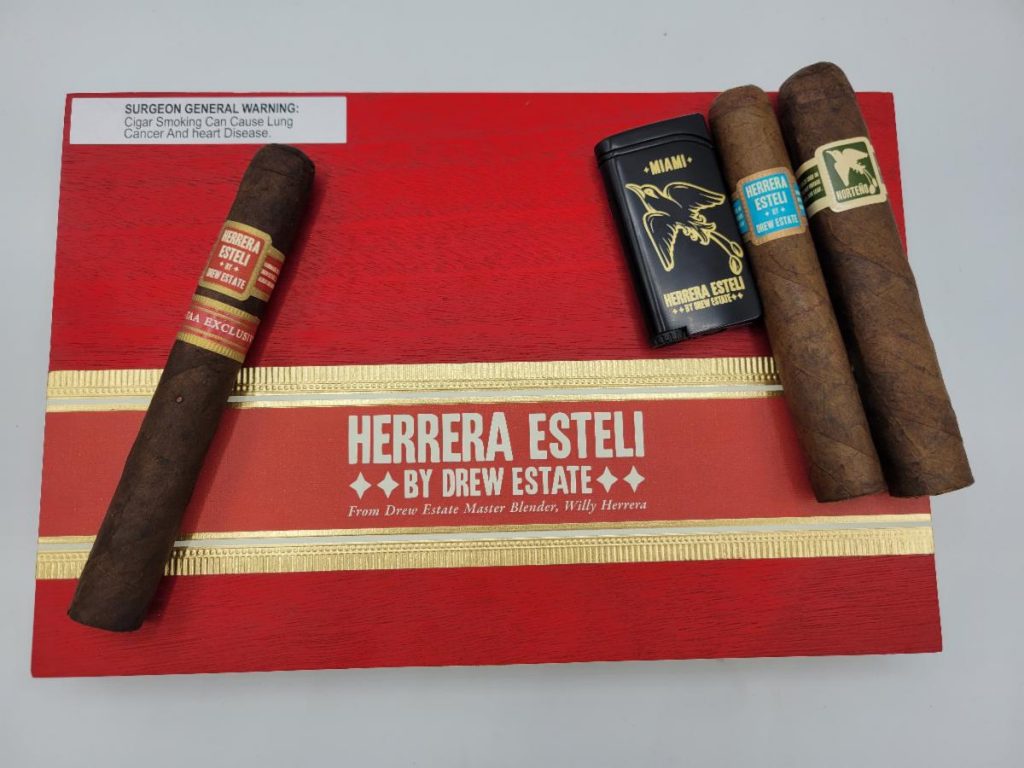 SURGEON GENERAL WARNING:
Cigar Smoking Can Cause Lung
Cancer And heart Disease.
HERRERA
ESTELI
BY
DREW ESTATE
TAA EXCLUSIV
MIAMI
HERRERA ESTELI
BY DREW ESTATE
HERRERA
ESTELI
BY
DREW ESTATE
NORTEÑO
HERRERA ESTELI
BY DREW ESTATE
From Drew Estate Master Blender, Willy Herrera